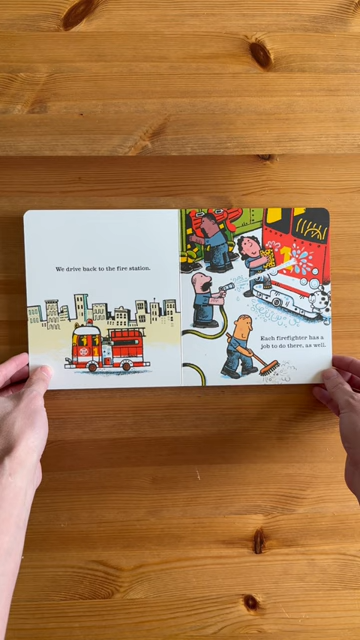 We drive back to the fire station.
Each firefighter has a
job to do there, as well.